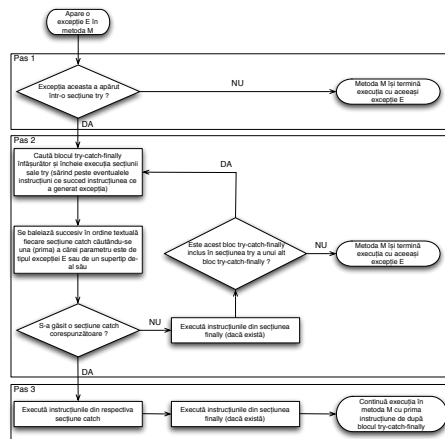 Apare o
excepție E în
metoda M
Pas 1
Excepția aceasta a apărut
într-o secțiune try ?
NU
Metoda M își termină
execuția cu aceeași
excepție E
DA
Pas 2
Caută blocul try-catch-finally
înfășurător și încheie execuția secțiunii
sale try (sărind peste eventualele
instrucțiuni ce succed instrucțiunea ce
a generat excepția)
DA
Se baleiază succesiv în ordine textuală
fiecare secțiune catch căutându-se
una (prima) a cărei parametru este de
tipul excepției E sau de un supertip de-
al său
Este acest bloc try-catch-finally
inclus în secțiunea try a unui alt
bloc try-catch-finally ?
NU
Metoda M își termină
execuția cu aceeași
excepție E
S-a găsit o secțiune catch
corespunzătoare ?
NU
Execută instrucțiunile din secțiunea
finally (dacă există)
DA
Pas 3
Execută instrucțiunile din respectiva
secțiune catch
Execută instrucțiunile din secțiunea
finally (dacă există)
Continuă execuția în
metoda M cu prima
instrucțiune de după
blocul try-catch-finally